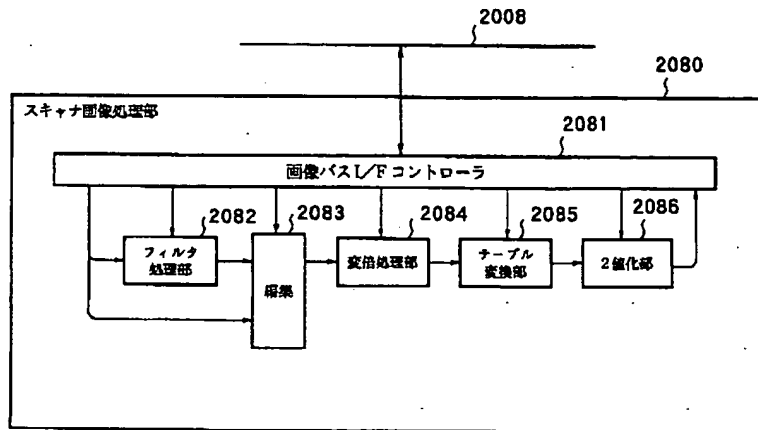 2008
2080
スキャナ画像処理部
2081
画像バスI/Fコントローラ
2082
2083
2084
2085
2086
フィルタ
処理部
編集
変倍処理部
テーブル
変換部
2値化部